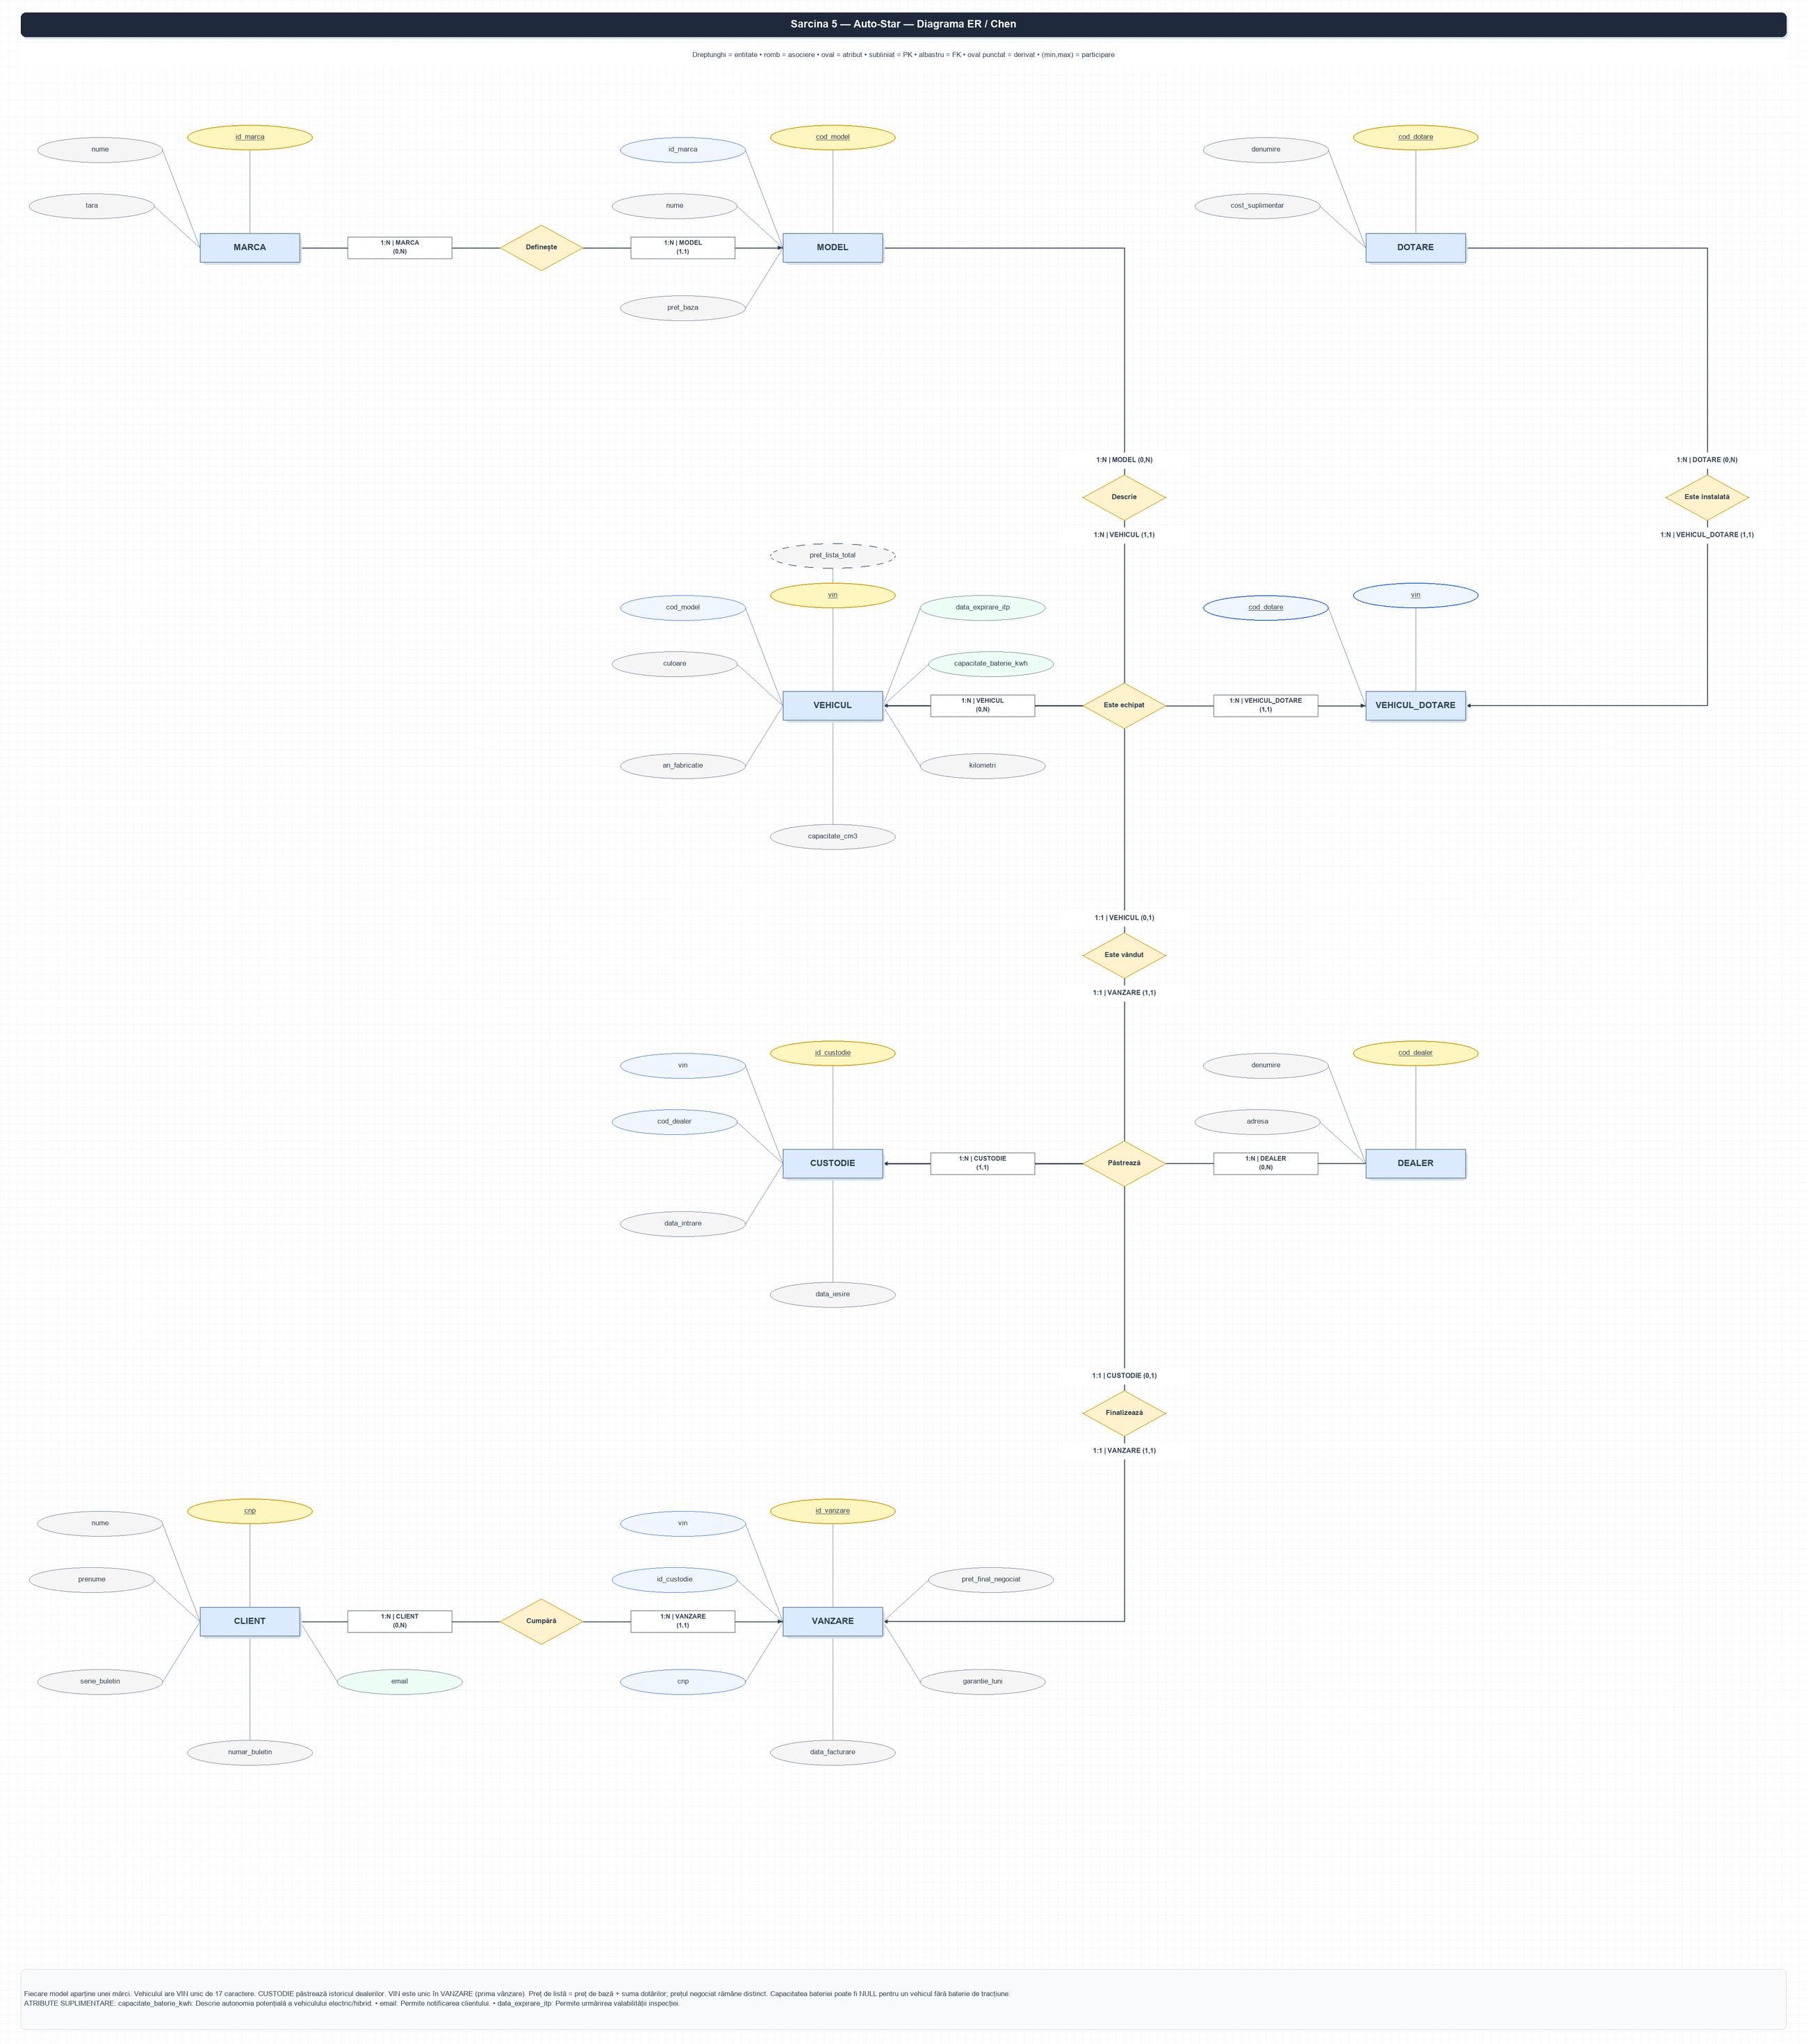 Sarcina 5 — Auto-Star — Diagrama ER / Chen
Dreptunghi = entitate • romb = asociere • oval = atribut • subliniat = PK • albastru = FK • oval punctat = derivat • (min,max) = participare
id_marca
nume
tara
MARCA
1:N | MARCA
(0,N)
Definește
1:N | MODEL
(1,1)
cod_model
id_marca
nume
MODEL
pret_baza
cod_dotare
denumire
cost_suplimentar
DOTARE
1:N | MODEL (0,N)
Descrie
1:N | VEHICUL (1,1)
1:N | DOTARE (0,N)
Este instalată
1:N | VEHICUL_DOTARE (1,1)
pret_lista_total
vin
cod_model
data_expirare_itp
culoare
capacitate_baterie_kwh
VEHICUL
1:N | VEHICUL
(0,N)
Este echipat
1:N | VEHICUL_DOTARE
(1,1)
cod_dotare
vin
VEHICUL_DOTARE
an_fabricatie
kilometri
capacitate_cm3
1:1 | VEHICUL (0,1)
Este vândut
1:1 | VANZARE (1,1)
id_custodie
vin
cod_dealer
CUSTODIE
1:N | CUSTODIE
(1,1)
Păstrează
1:N | DEALER
(0,N)
cod_dealer
denumire
adresa
DEALER
data_intrare
data_iesire
1:1 | CUSTODIE (0,1)
Finalizează
1:1 | VANZARE (1,1)
cnp
nume
prenume
CLIENT
1:N | CLIENT
(0,N)
Cumpără
1:N | VANZARE
(1,1)
serie_buletin
email
numar_buletin
id_vanzare
vin
id_custodie
pret_final_negociat
VANZARE
cnp
garantie_luni
data_facturare
Fiecare model aparține unei mărci. Vehiculul are VIN unic de 17 caractere. CUSTODIE păstrează istoricul dealerilor. VIN este unic în VANZARE (prima vânzare). Preț de listă = preț de bază + suma dotărilor; prețul negociat rămâne distinct. Capacitatea bateriei poate fi NULL pentru un vehicul fără baterie de tracțiune.
ATRIBUTE SUPLIMENTARE: capacitate_baterie_kwh: Descrie autonomia potențială a vehiculului electric/hibrid. • email: Permite notificarea clientului. • data_expirare_itp: Permite urmărirea valabilității inspecției.